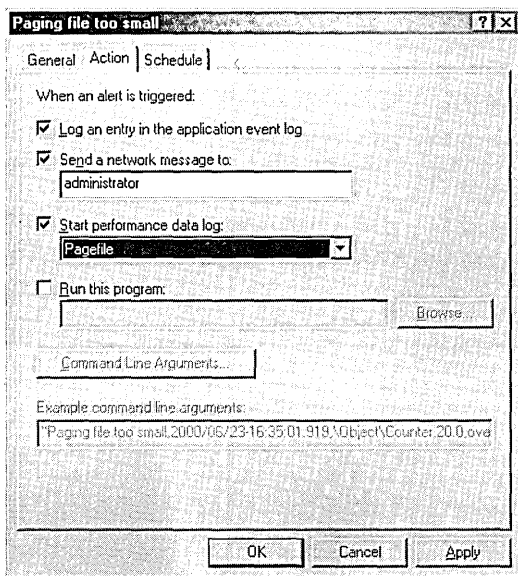 Paging file too small
General Action Schedule
When an alert is triggered:
Log an entry in the application event log
Send a network message to:
administrator
Start performance data log:
Pagefile
Run this program:
Browse...
Command Line Arguments...
Example command line arguments:
"Paging file too small,2000/06/23-16:35:01.919,\Object\Counter,20.0,ove
OK Cancel Apply